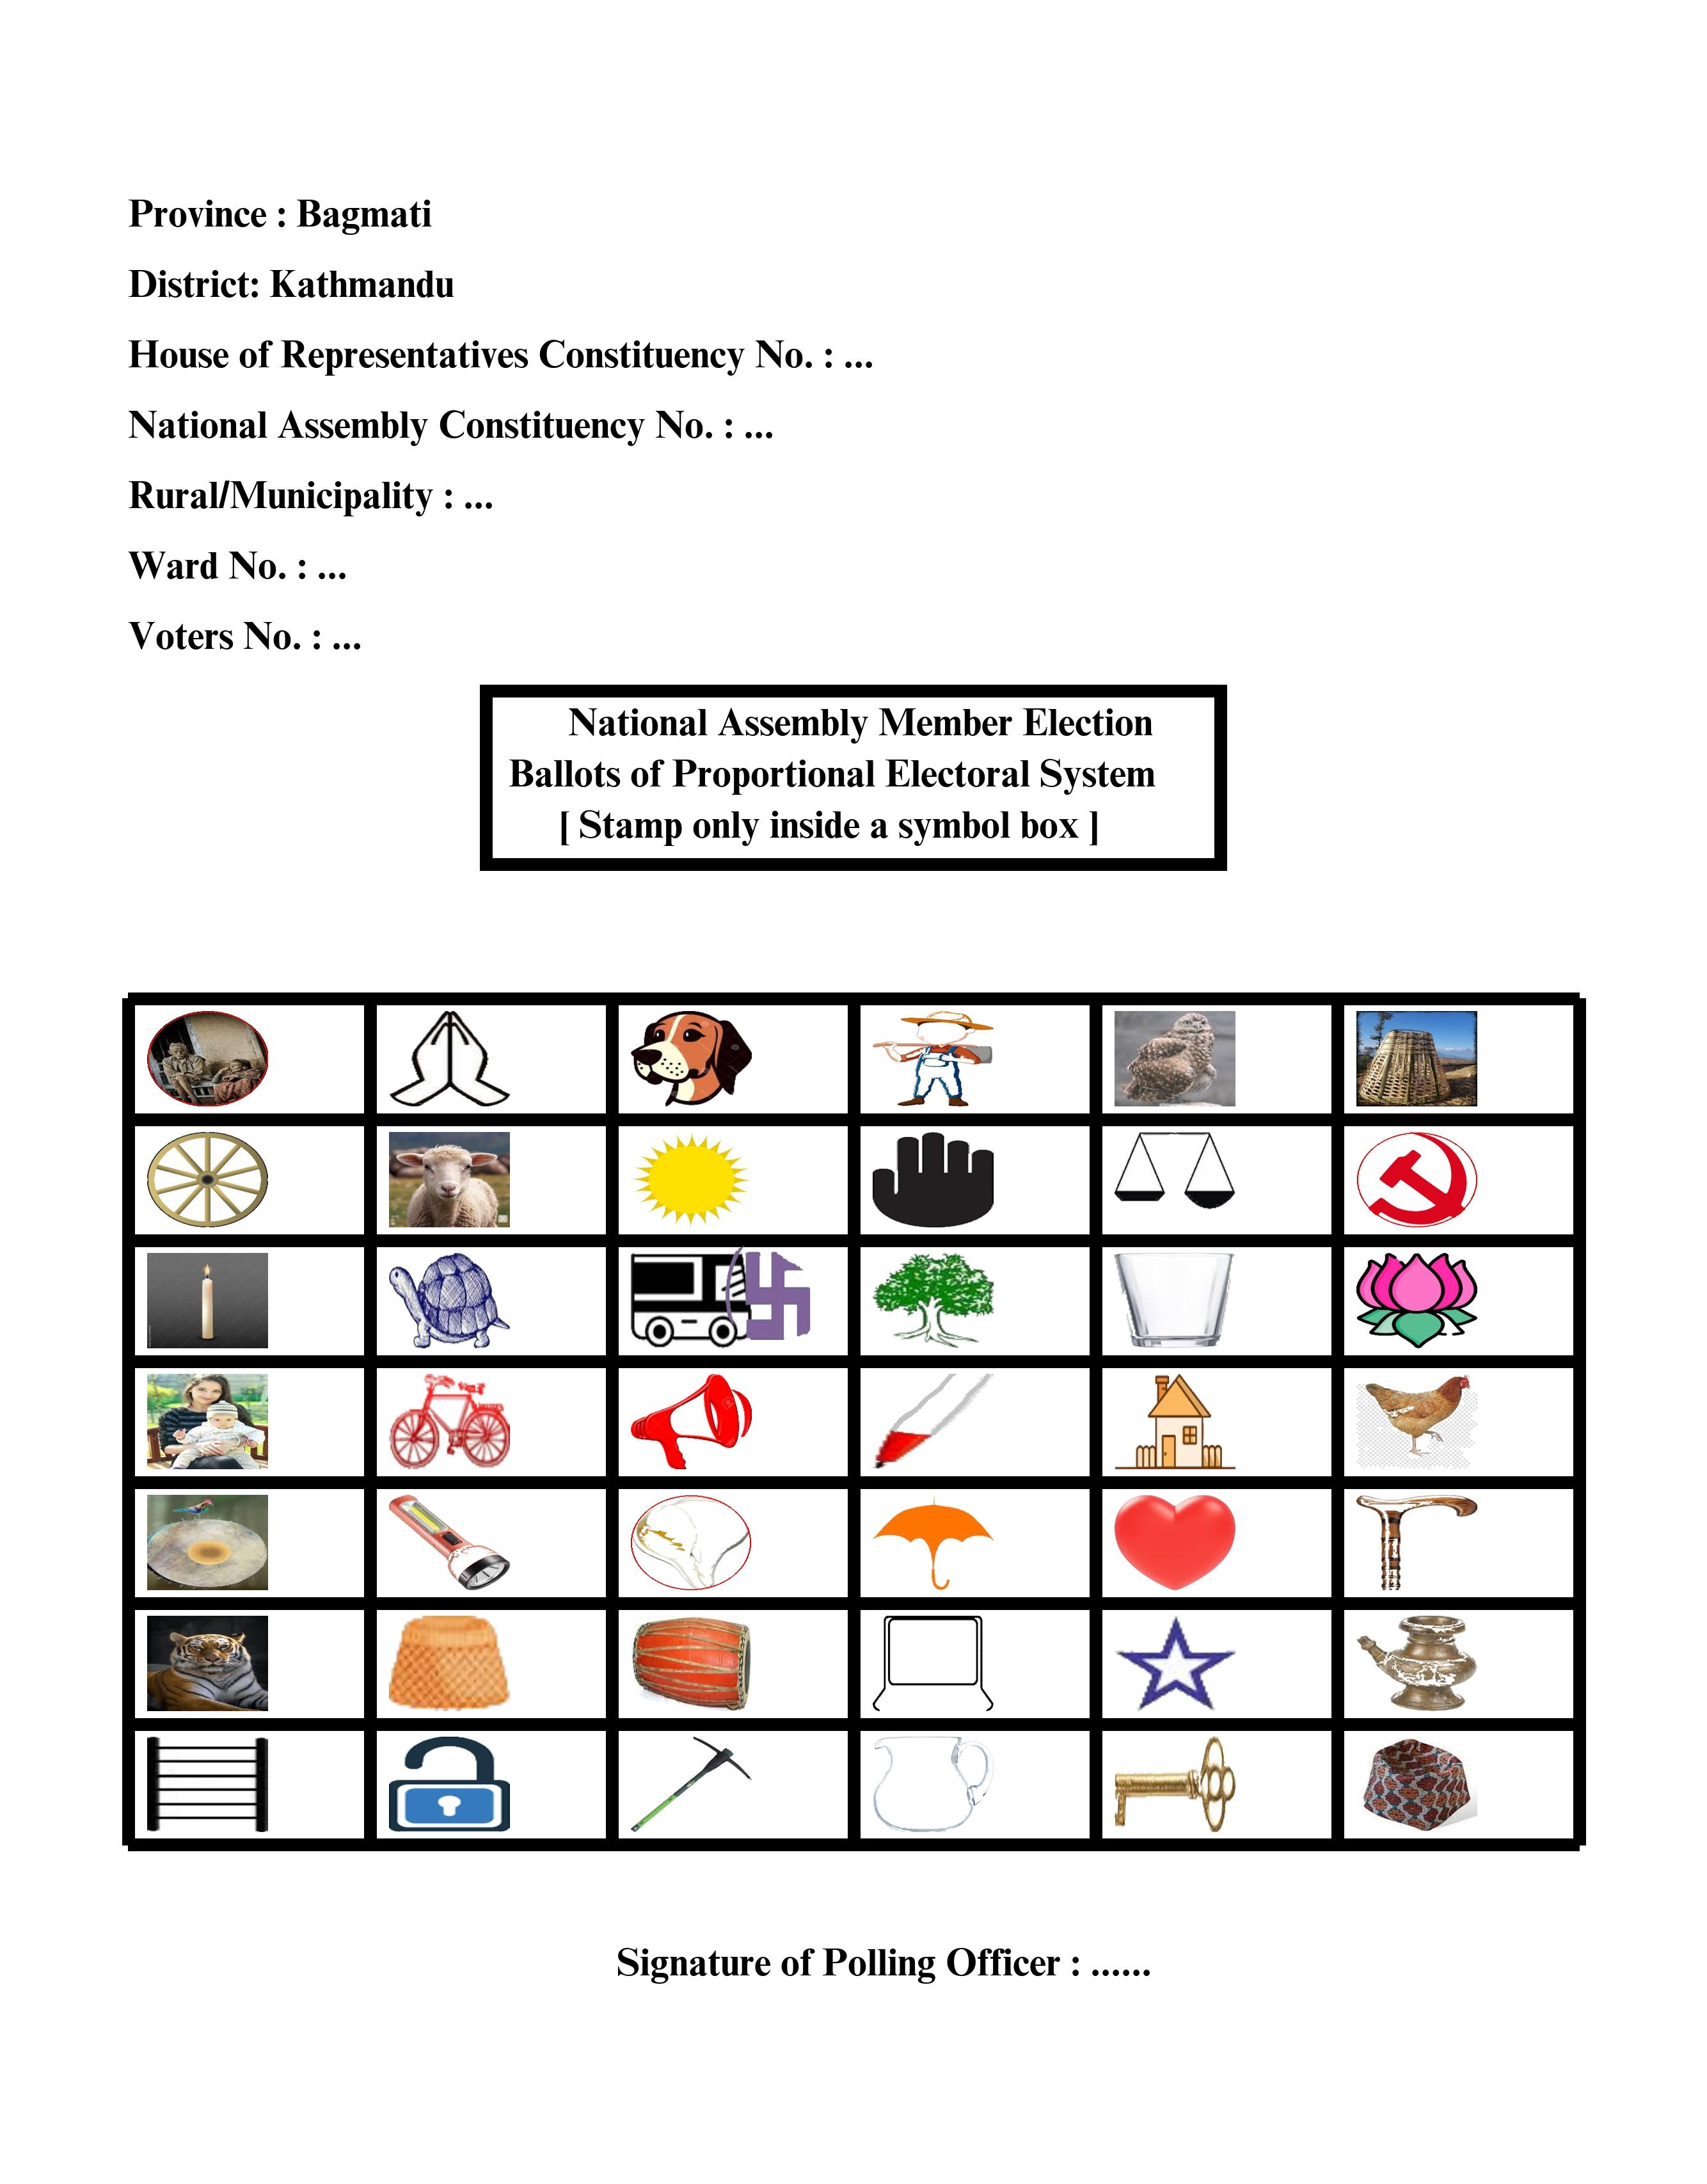 Province : Bagmati
District: Kathmandu
House of Representatives Constituency No. : ...
National Assembly Constituency No. : ...
Rural/Municipality : ...
Ward No. : ...
Voters No. : ...
National Assembly Member Election
Ballots of Proportional Electoral System
[ Stamp only inside a symbol box ]
Signature of Polling Officer : ......